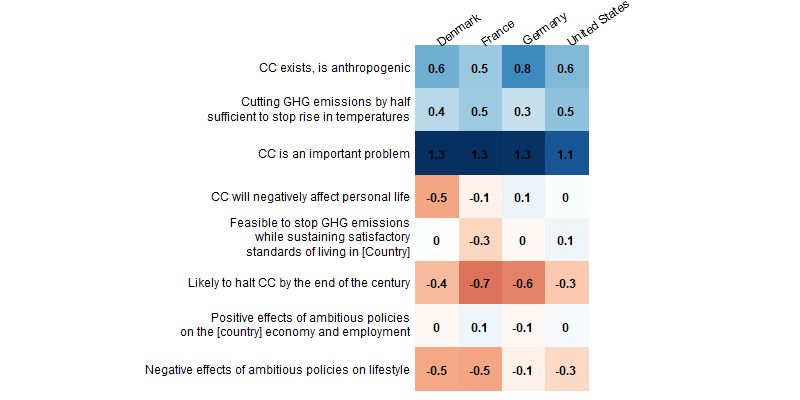 Denmark France Germany United States
CC exists, is anthropogenic 0.6 0.5 0.8 0.6
Cutting GHG emissions by half
sufficient to stop rise in temperatures 0.4 0.5 0.3 0.5
CC is an important problem 1.3 1.3 1.3 1.1
CC will negatively affect personal life -0.5 -0.1 0.1 0
Feasible to stop GHG emissions
while sustaining satisfactory 0 -0.3 0 0.1
standards of living in [Country]
Likely to halt CC by the end of the century -0.4 -0.7 -0.6 -0.3
Positive effects of ambitious policies
on the [country] economy and employment 0 0.1 -0.1 0
Negative effects of ambitious policies on lifestyle -0.5 -0.5 -0.1 -0.3